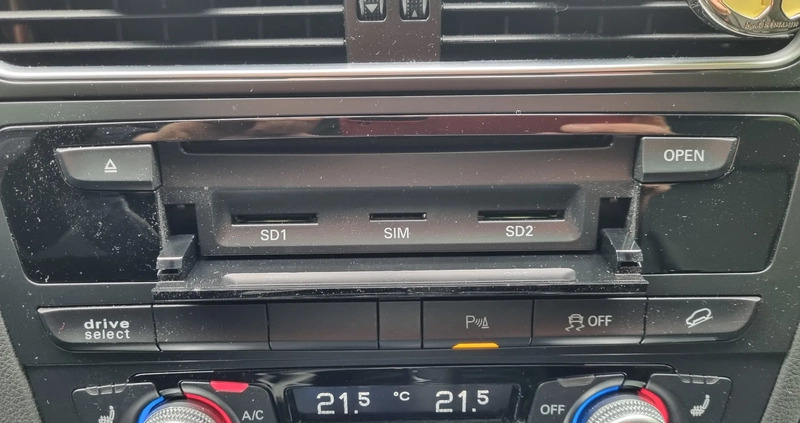 OPEN
SD1 SIM SD2
drive
select
P
OFF
21.5 °C 21.5
A/C
OFF